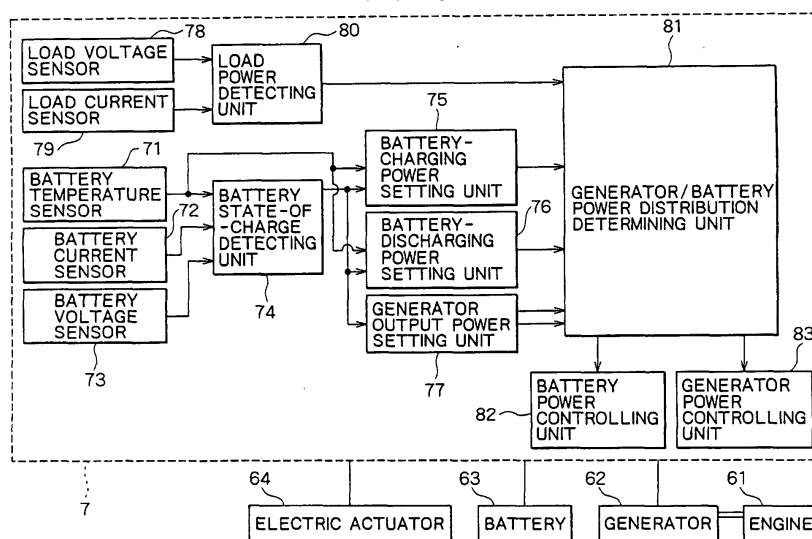 78
LOAD VOLTAGE
SENSOR
80
LOAD
POWER
DETECTING
UNIT
81
LOAD CURRENT
SENSOR
79
71
75
BATTERY-
CHARGING
POWER
SETTING UNIT
BATTERY
TEMPERATURE
SENSOR
72
BATTERY
STATE-OF
-CHARGE
DETECTING
UNIT
74
GENERATOR/BATTERY
POWER DISTRIBUTION
DETERMINING UNIT
76
BATTERY
CURRENT
SENSOR
BATTERY-
DISCHARGING
POWER
SETTING UNIT
BATTERY
VOLTAGE
SENSOR
73
GENERATOR
OUTPUT POWER
SETTING UNIT
77
82
BATTERY
POWER
CONTROLLING
UNIT
83
GENERATOR
POWER
CONTROLLING
UNIT
7
64
ELECTRIC ACTUATOR
63
BATTERY
62
GENERATOR
61
ENGINE